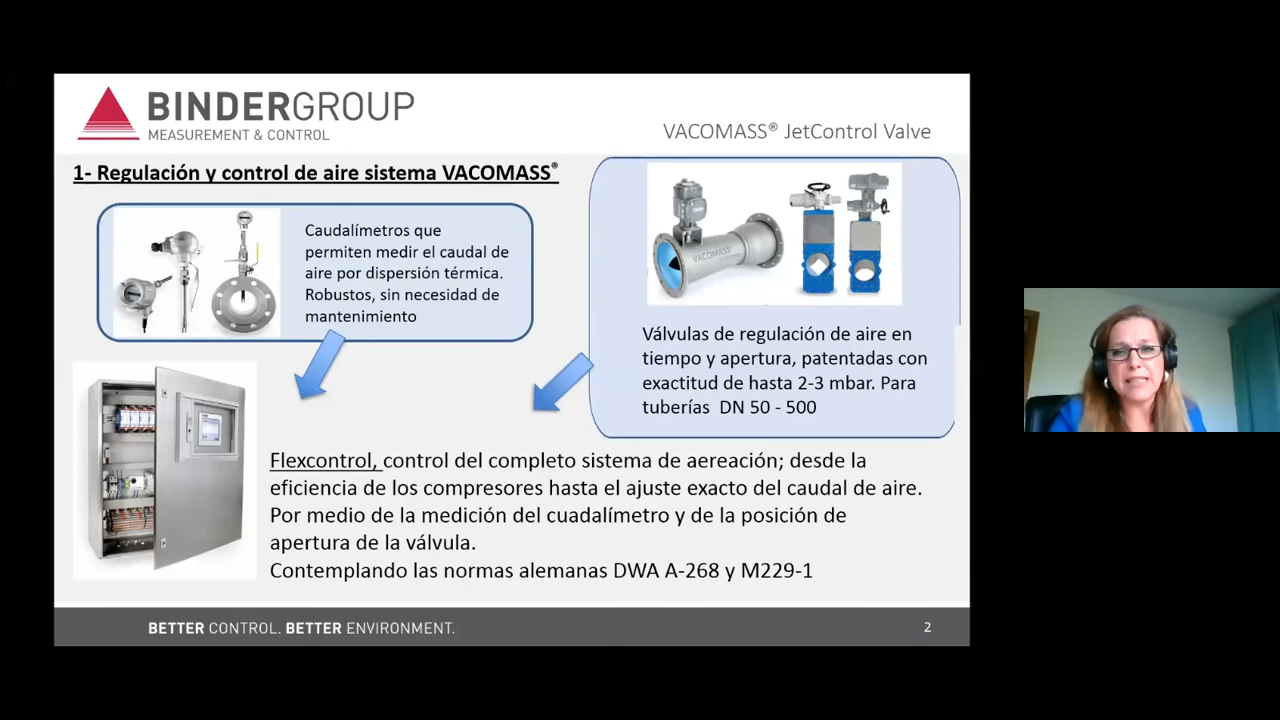 BINDERGROUP
MEASUREMENT & CONTROL
VACOMASS® JetControl Valve
1- Regulación y control de aire sistema VACOMASS®
Caudalímetros que
permiten medir el caudal de
aire por dispersión térmica.
Robustos, sin necesidad de
mantenimiento
VACOMASS
Válvulas de regulación de aire en
tiempo y apertura, patentadas con
exactitud de hasta 2-3 mbar. Para
tuberías DN 50 - 500
Flexcontrol, control del completo sistema de aereación; desde la
eficiencia de los compresores hasta el ajuste exacto del caudal de aire.
Por medio de la medición del cuadalímetro y de la posición de
apertura de la válvula.
Contemplando las normas alemanas DWA A-268 y M229-1
BETTER CONTROL. BETTER ENVIRONMENT.
2